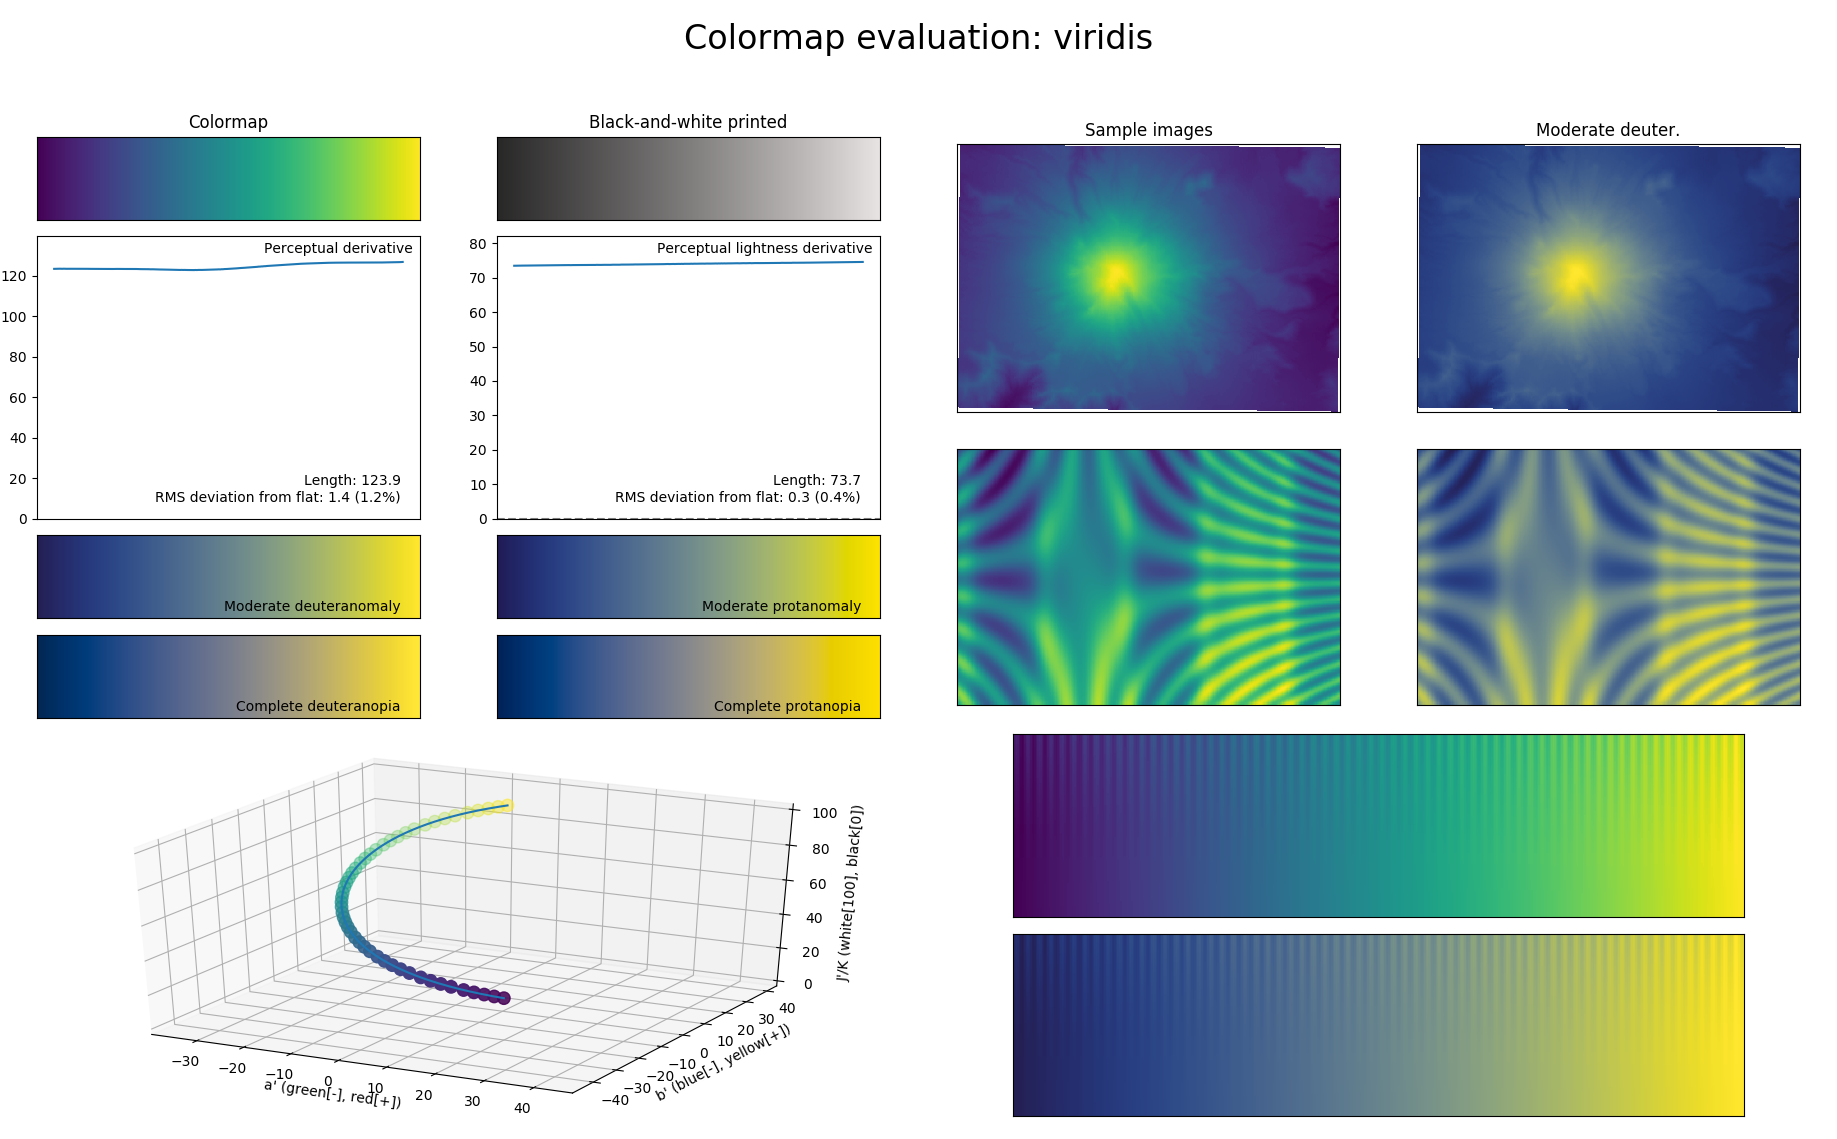 Colormap evaluation: viridis
Colormap
Black-and-white printed
Sample images
Moderate deuter.
Perceptual derivative
120
100
80
60
40
20
0
Length: 123.9
RMS deviation from flat: 1.4 (1.2%)
Perceptual lightness derivative
80
70
60
50
40
30
20
10
0
Length: 73.7
RMS deviation from flat: 0.3 (0.4%)
Moderate deuteranomaly
Moderate protanomaly
Complete deuteranopia
Complete protanopia
−30
−20
−10
0
10
20
30
40
a' (green[-], red[+])
−40
−30
−20
−10
0
10
20
30
40
b' (blue[-], yellow[+])
0
20
40
60
80
100
J'/K (white[100], black[0])